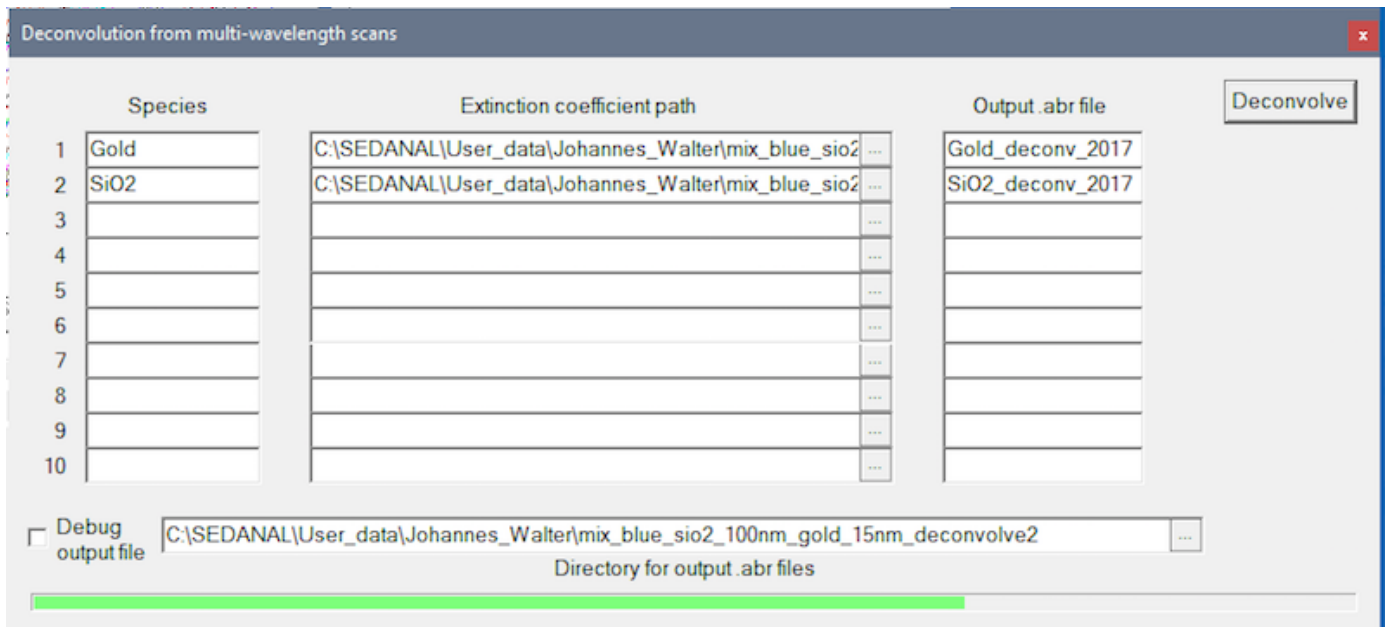 Deconvolution from multi-wavelength scans
x
Species Extinction coefficient path Output .abr file Deconvolve
1 Gold C:\SEDANAL\User_data\Johannes_Walter\mix_blue_sio2 ... Gold_deconv_2017
2 SiO2 C:\SEDANAL\User_data\Johannes_Walter\mix_blue_sio2 ... SiO2_deconv_2017
3 ...
4 ...
5 ...
6 ...
7 ...
8 ...
9 ...
10 ...
Debug
output file
C:\SEDANAL\User_data\Johannes_Walter\mix_blue_sio2_100nm_gold_15nm_deconvolve2 ...
Directory for output .abr files